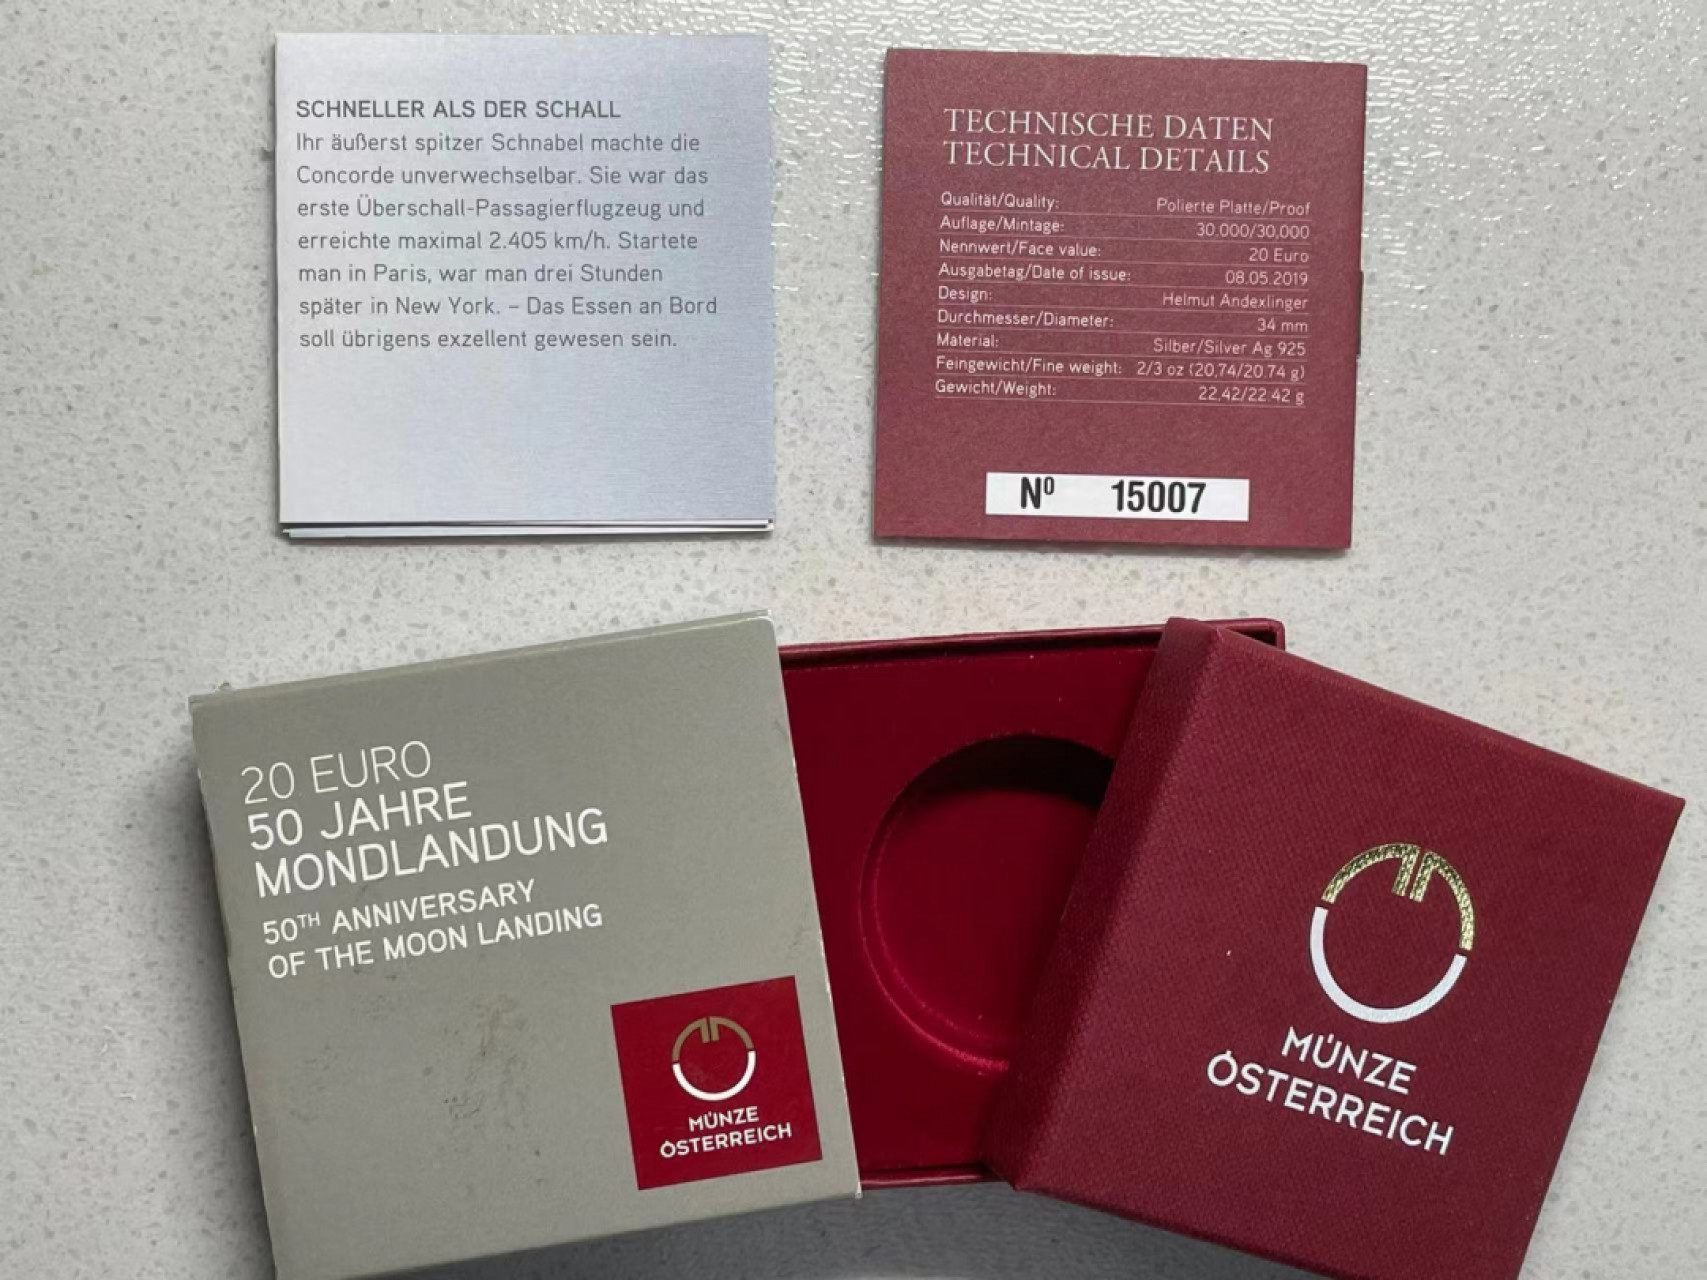 SCHNELLER ALS DER SCHALL
Ihr äußerst spitzer Schnabel machte die
Concorde unverwechselbar. Sie war das
erste Überschall-Passagierflugzeug und
erreichte maximal 2.405 km/h. Startete
man in Paris, war man drei Stunden
später in New York. – Das Essen an Bord
soll übrigens exzellent gewesen sein.
TECHNISCHE DATEN
TECHNICAL DETAILS
Qualität/Quality: Polierte Platte/Proof
Auflage/Mintage: 30.000/30,000
Nennwert/Face value: 20 Euro
Ausgabetag/Date of issue: 08.05.2019
Design: Helmut Andexlinger
Durchmesser/Diameter: 34 mm
Material: Silber/Silver Ag 925
Feingewicht/Fine weight: 2/3 oz (20,74/20.74 g)
Gewicht/Weight: 22,42/22.42 g
Nº 15007
20 EURO
50 JAHRE
MONDLANDUNG
50TH ANNIVERSARY
OF THE MOON LANDING
MÜNZE
ÖSTERREICH
MÜNZE
ÖSTERREICH